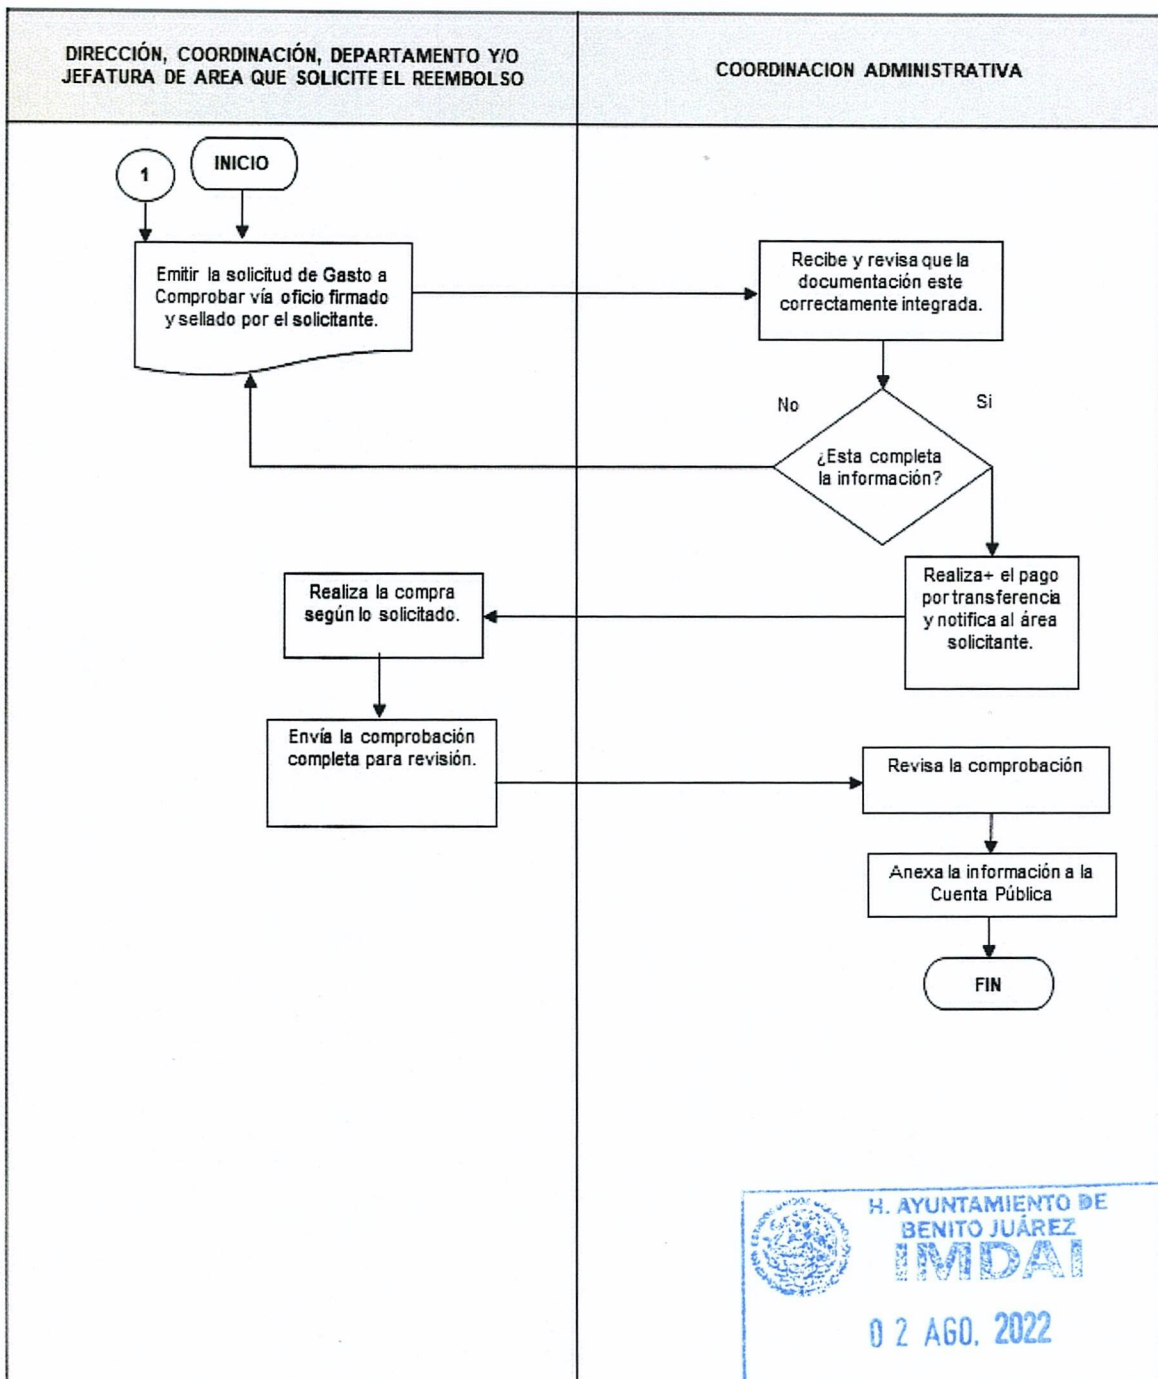 DIRECCIÓN, COORDINACIÓN, DEPARTAMENTO Y/O
JEFATURA DE AREA QUE SOLICITE EL REEMBOLSO
COORDINACION ADMINISTRATIVA
1
INICIO
Emitir la solicitud de Gasto a
Comprobar vía oficio firmado
y sellado por el solicitante.
Recibe y revisa que la
documentación este
correctamente integrada.
No
Si
¿Esta completa
la información?
Realiza+ el pago
por transferencia
y notifica al área
solicitante.
Realiza la compra
según lo solicitado.
Envía la comprobación
completa para revisión.
Revisa la comprobación
Anexa la información a la
Cuenta Pública
FIN
H. AYUNTAMIENTO DE
BENITO JUÁREZ
IMDAI
02 AGO. 2022